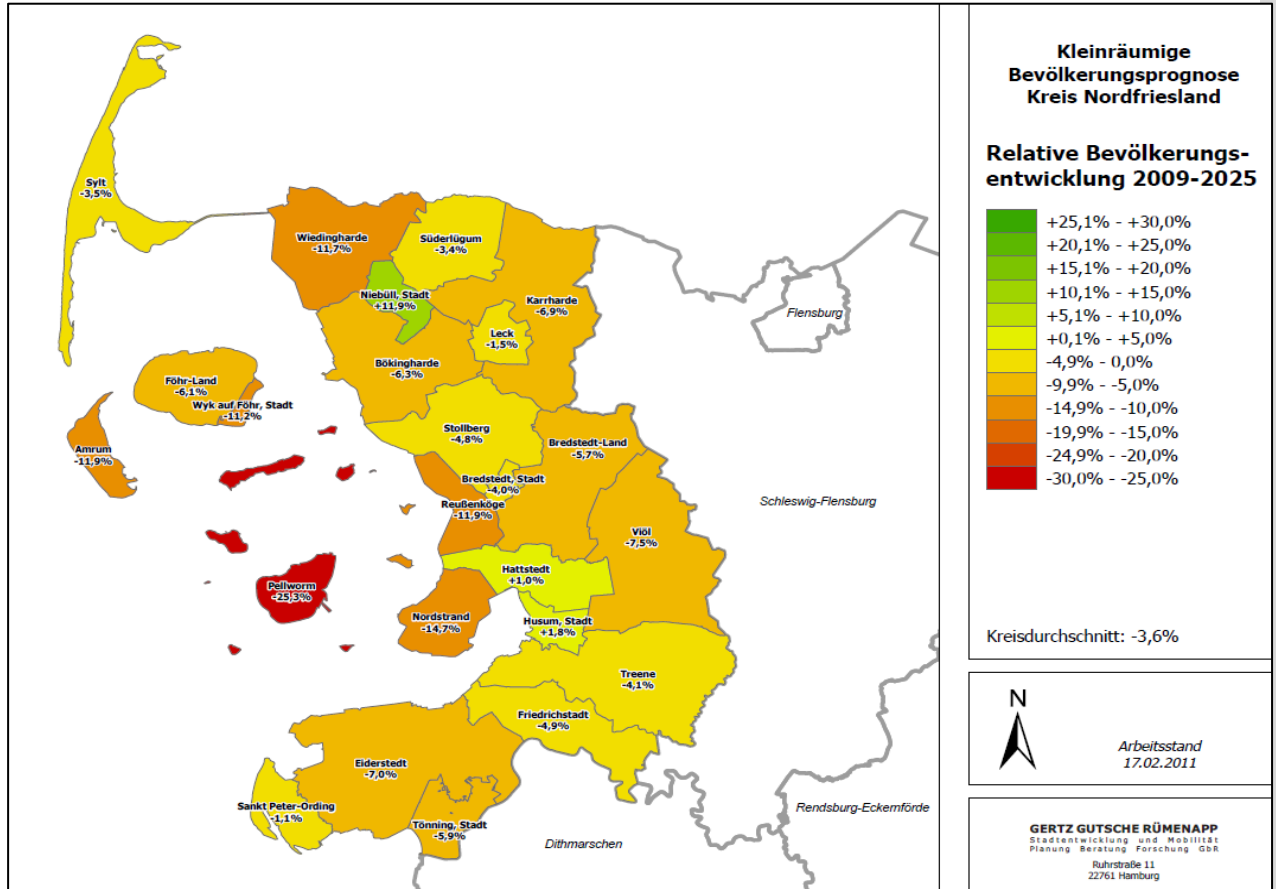 Sylt
-3,5%
Wiedingharde
-11,7%
Süderlügum
-3,4%
Niebüll, Stadt
+11,9%
Karrharde
-6,9%
Leck
-1,5%
Bökingharde
-6,3%
Föhr-Land
-6,1%
Wyk auf Föhr, Stadt
-11,2%
Amrum
-11,9%
Stollberg
-4,8%
Bredstedt-Land
-5,7%
Bredstedt, Stadt
-4,0%
Reußenköge
-11,9%
Viöl
-7,5%
Hattstedt
+1,0%
Pellworm
-25,3%
Nordstrand
-14,7%
Husum, Stadt
+1,8%
Treene
-4,1%
Friedrichstadt
-4,9%
Eiderstedt
-7,0%
Sankt Peter-Ording
-1,1%
Tönning, Stadt
-5,9%
Flensburg
Schleswig-Flensburg
Rendsburg-Eckernförde
Dithmarschen
Kleinräumige
Bevölkerungsprognose
Kreis Nordfriesland
Relative Bevölkerungs-
entwicklung 2009-2025
+25,1% - +30,0%
+20,1% - +25,0%
+15,1% - +20,0%
+10,1% - +15,0%
+5,1% - +10,0%
+0,1% - +5,0%
-4,9% - 0,0%
-9,9% - -5,0%
-14,9% - -10,0%
-19,9% - -15,0%
-24,9% - -20,0%
-30,0% - -25,0%
Kreisdurchschnitt: -3,6%
N
Arbeitsstand
17.02.2011
GERTZ GUTSCHE RÜMENAPP
Stadtentwicklung und Mobilität
Planung Beratung Forschung GbR
Ruhrstraße 11
22761 Hamburg